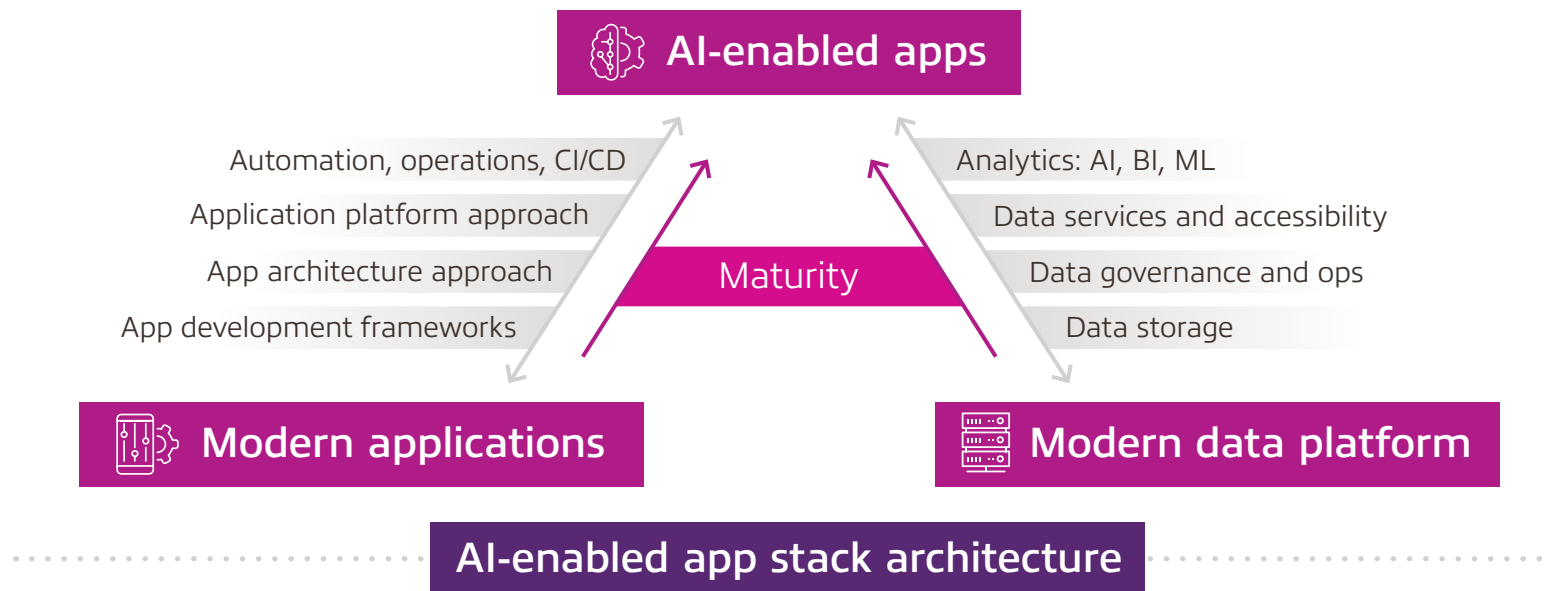 AI-enabled apps
Automation, operations, CI/CD
Application platform approach
App architecture approach
App development frameworks
Analytics: AI, BI, ML
Data services and accessibility
Data governance and ops
Data storage
Maturity
Modern applications
Modern data platform
AI-enabled app stack architecture